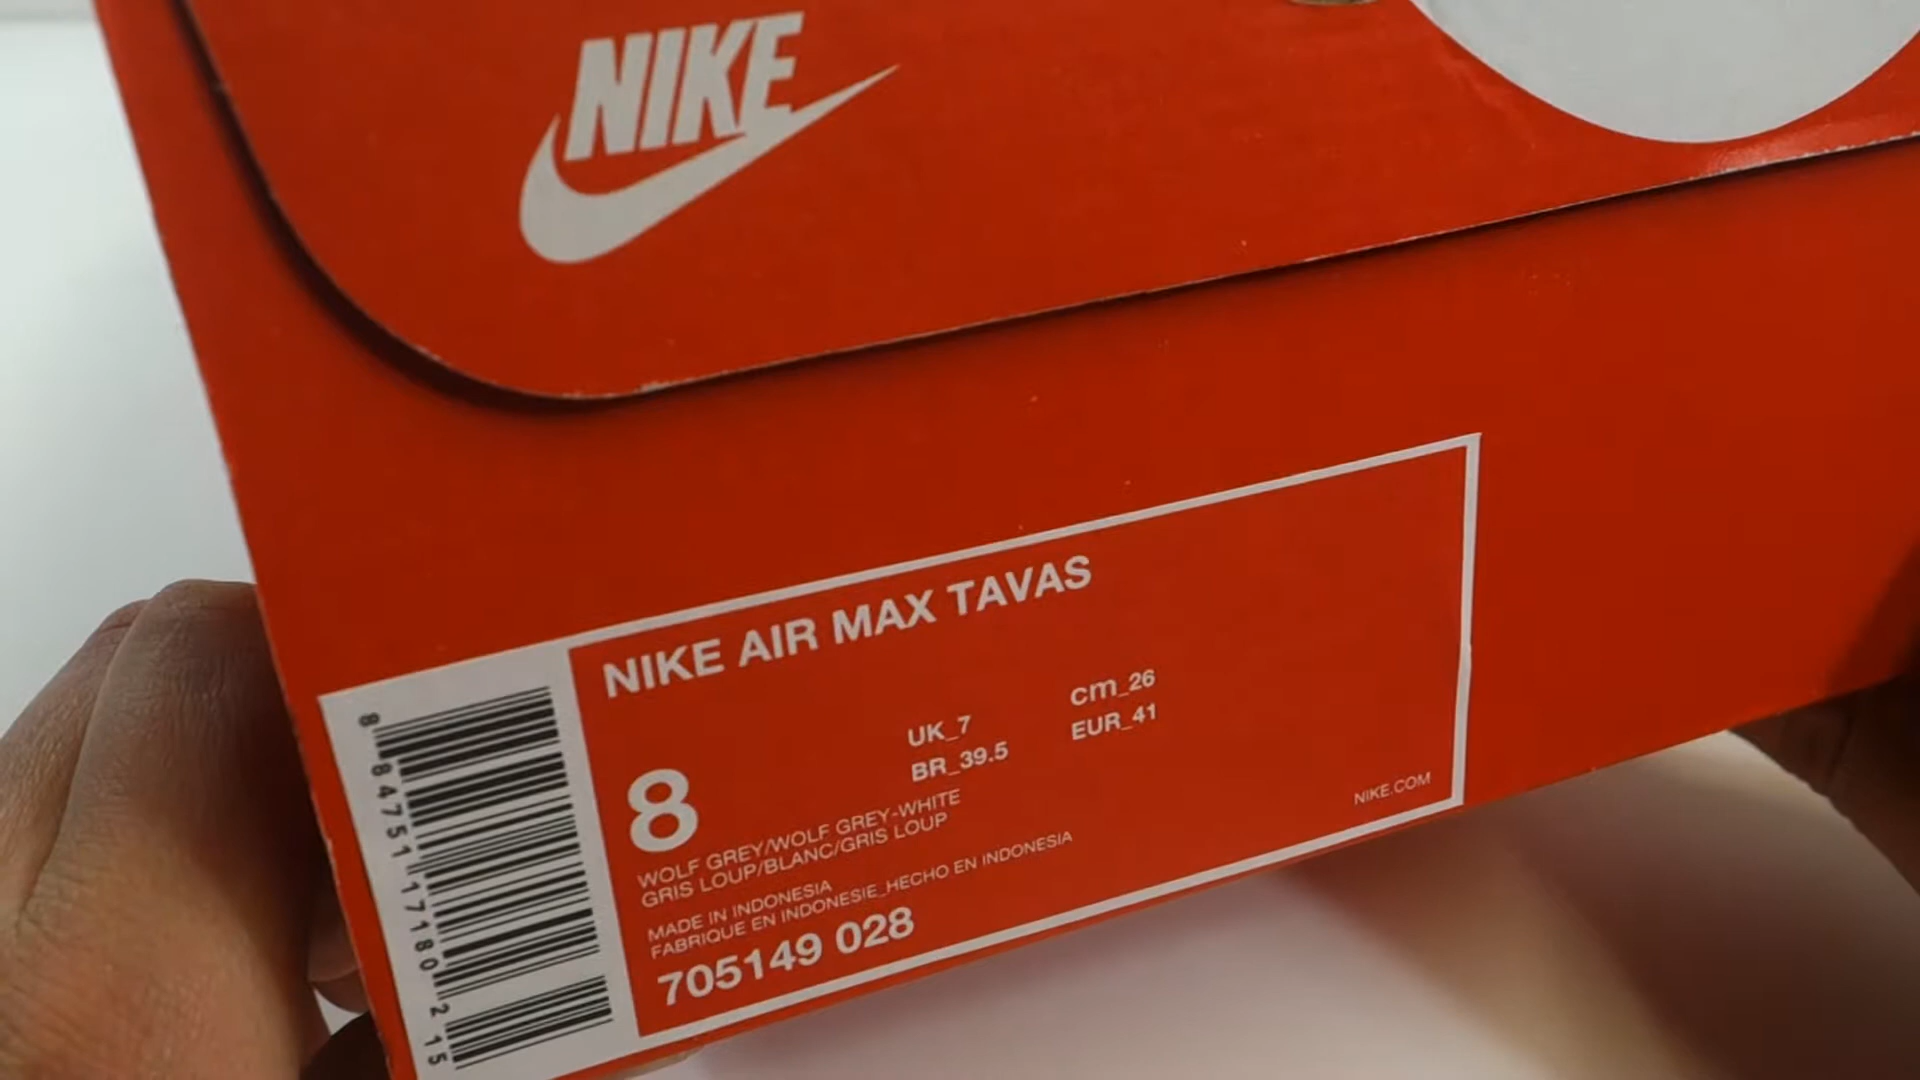 NIKE
NIKE AIR MAX TAVAS
cm_26
UK_7
EUR_41
BR_39.5
8
WOLF GREY/WOLF GREY-WHITE
GRIS LOUP/BLANC/GRIS LOUP
NIKE.COM
MADE IN INDONESIA
FABRIQUE EN INDONESIE_HECHO EN INDONESIA
705149 028
8 84751 17180 2 15